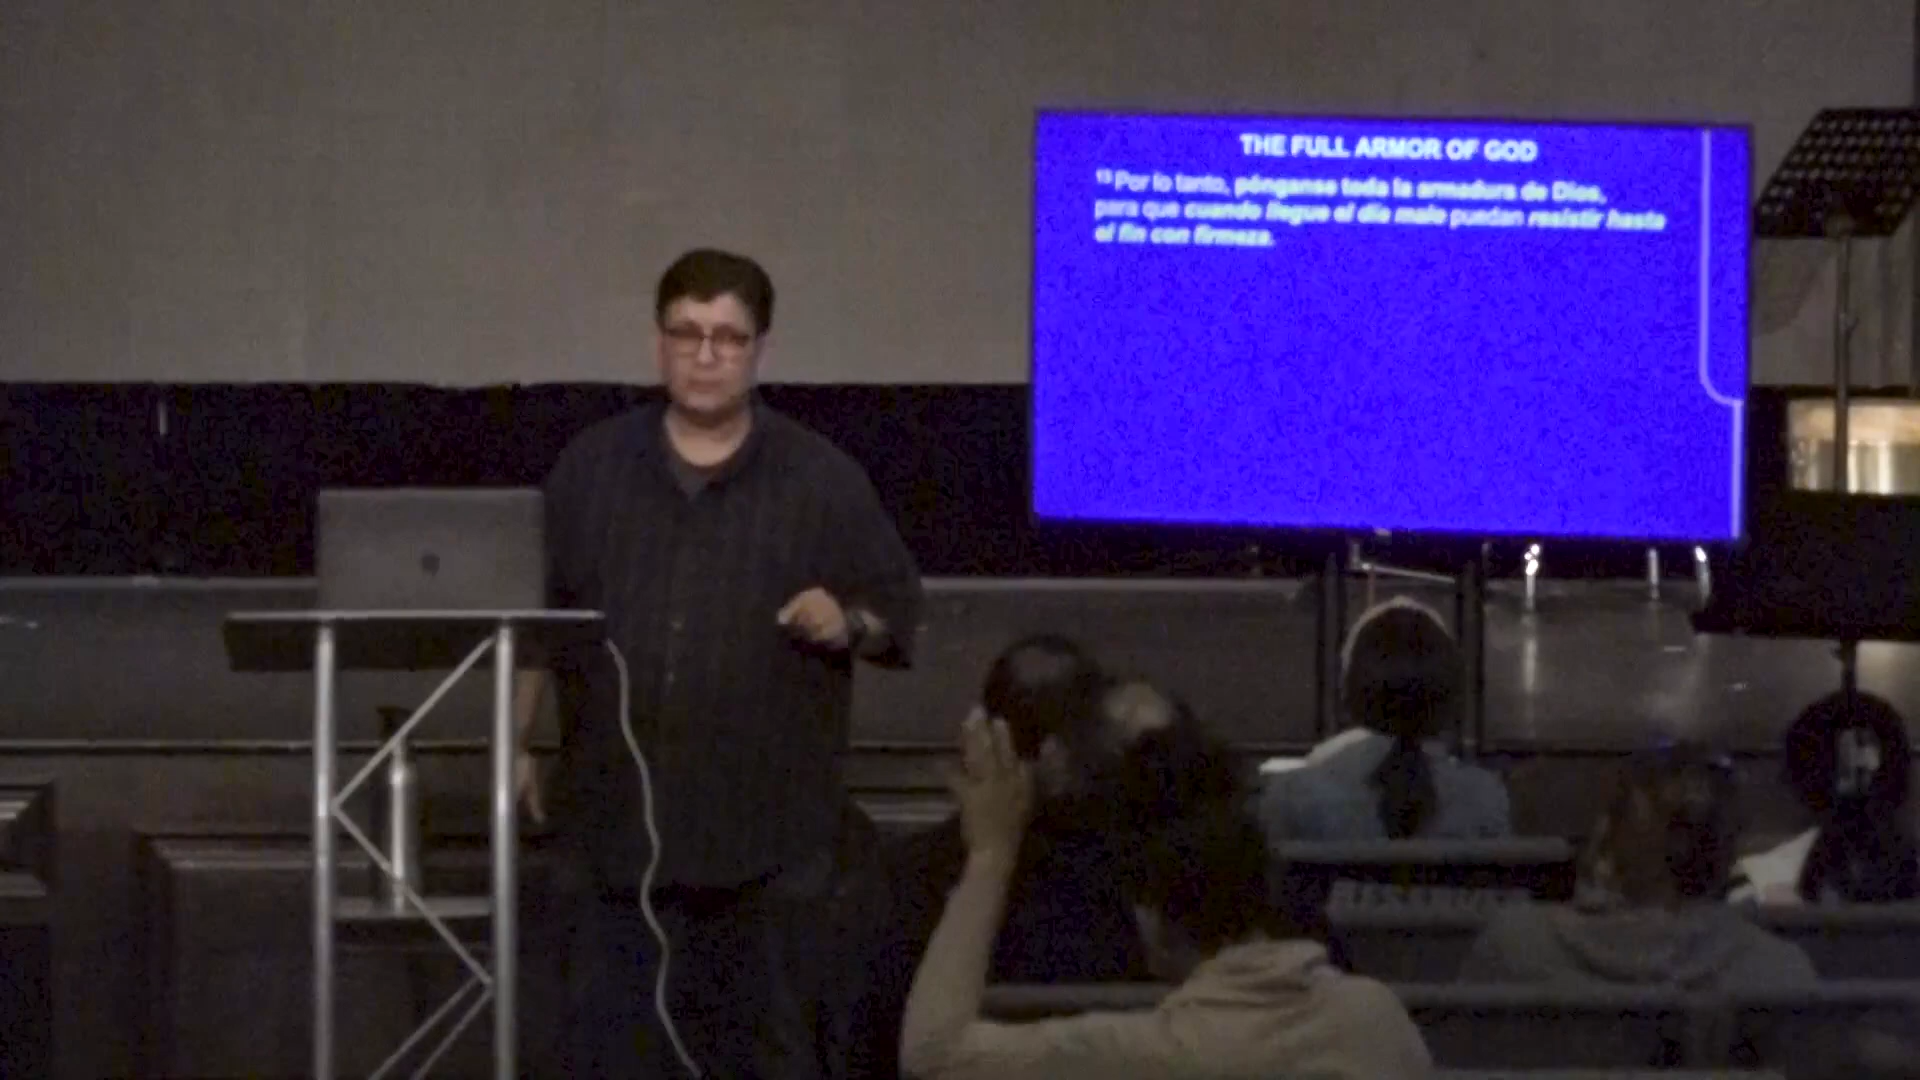 THE FULL ARMOR OF GOD
13 Por lo tanto, pónganse toda la armadura de Dios,
para que cuando llegue el día malo puedan resistir hasta
el fin con firmeza.